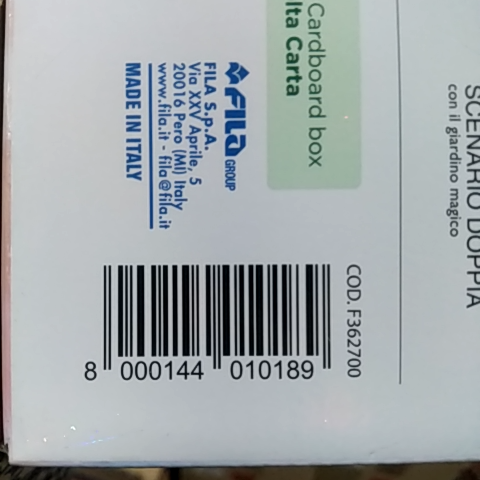 SCENARIO DOPPIA
con il giardino magico
Cardboard box
lta Carta
FILA GROUP
FILA S.p.A.
Via XXV Aprile, 5
20016 Pero (MI) Italy
www.fila.it - fila@fila.it
MADE IN ITALY
COD. F362700
8 000144 010189